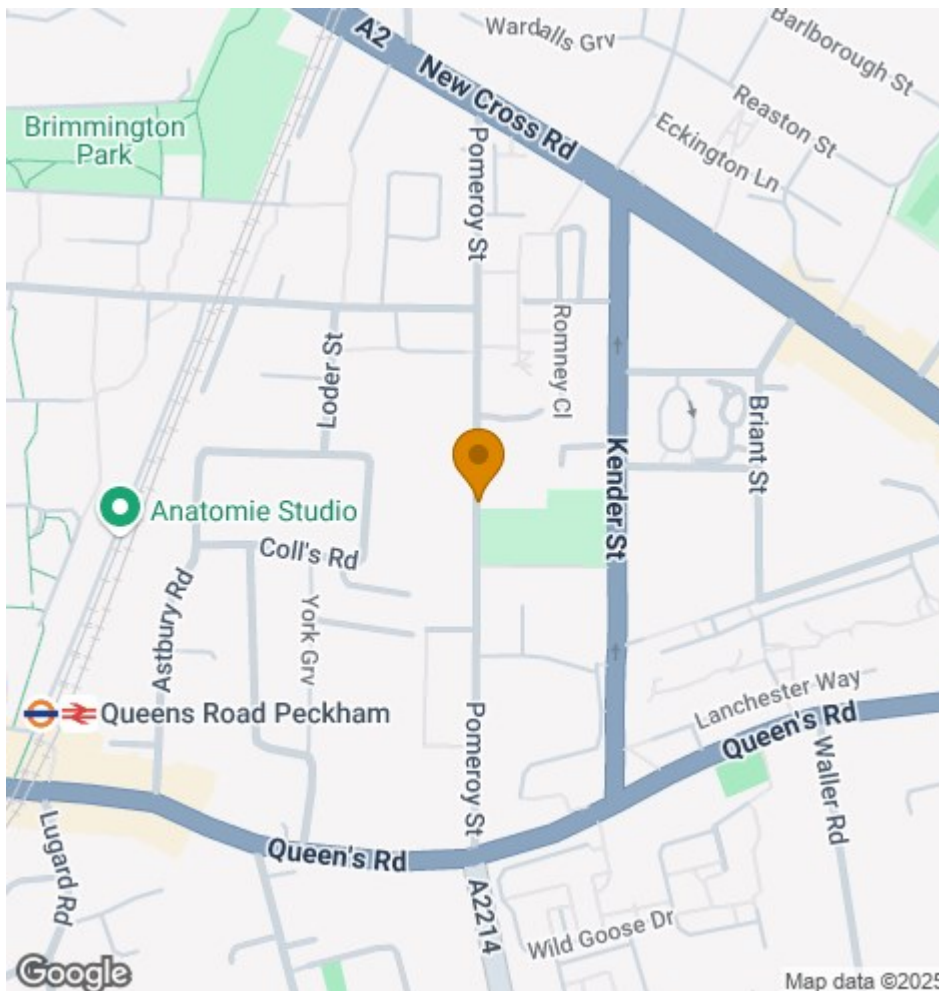 A2
Wardalls Grv
Barlborough St
New Cross Rd
Reaston St
Eckington Ln
Brimmington
Park
Pomeroy St
Romney Cl
Loder St
Briant St
Kender St
Anatomie Studio
Coll's Rd
Astbury Rd
York Grv
Queens Road Peckham
Lanchester Way
Queen's Rd
Pomeroy St
Waller Rd
Lugard Rd
Queen's Rd
A2214
Wild Goose Dr
Google
Map data ©2025